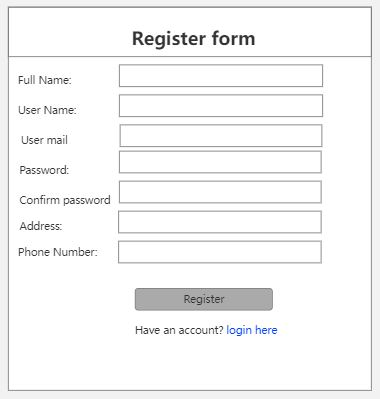 Register form
Full Name:
User Name:
User mail
Password:
Confirm password
Address:
Phone Number:
Register
Have an account? login here